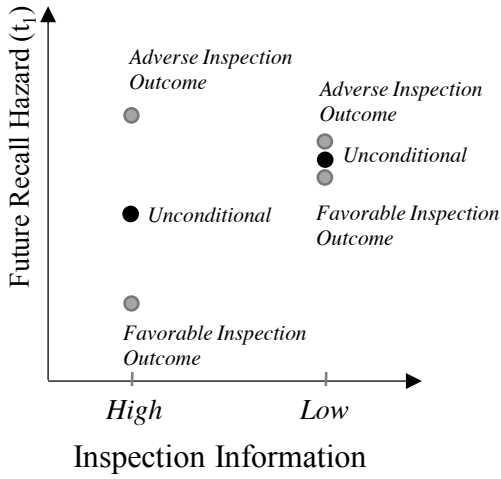 Future Recall Hazard (t₁)
Adverse Inspection
Outcome
Unconditional
Favorable Inspection
Outcome
Adverse Inspection
Outcome
Unconditional
Favorable Inspection
Outcome
High
Low
Inspection Information